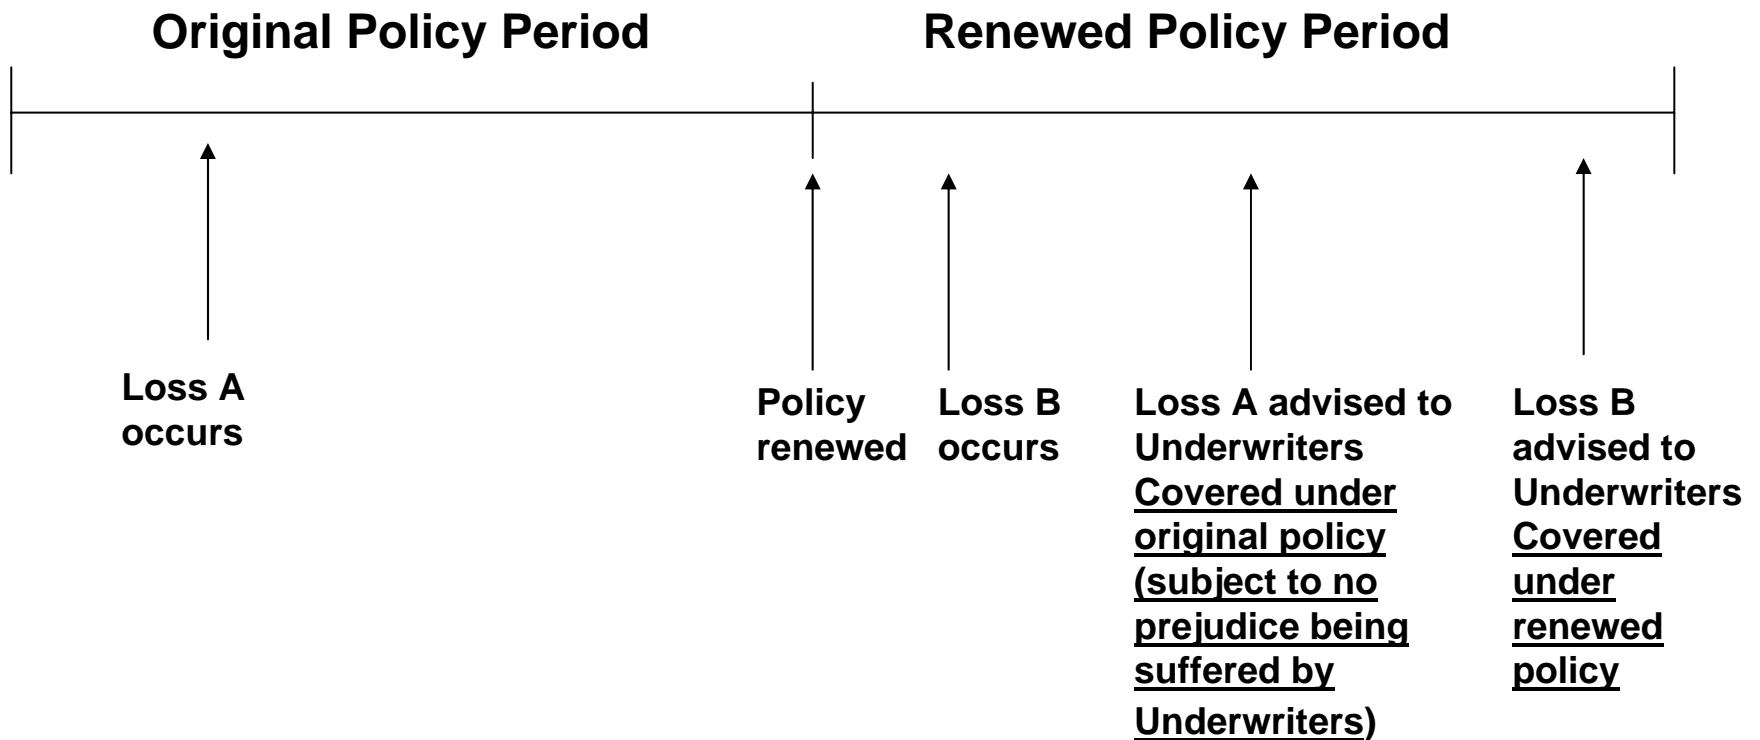 Original Policy Period
Renewed Policy Period
Loss A
occurs
Policy
renewed
Loss B
occurs
Loss A advised to
Underwriters
Covered under
original policy
(subject to no
prejudice being
suffered by
Underwriters)
Loss B
advised to
Underwriters
Covered
under
renewed
policy